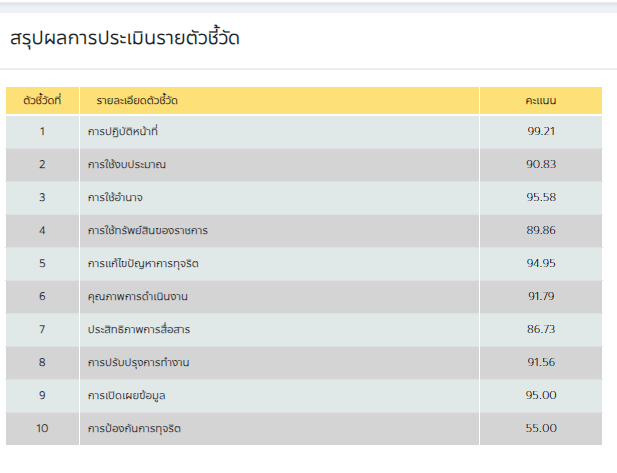 สรุปผลการประเมินรายตัวชี้วัด
ตัวชี้วัดที่ รายละเอียดตัวชี้วัด คะแนน
1 การปฏิบัติหน้าที่ 99.21
2 การใช้งบประมาณ 90.83
3 การใช้อำนาจ 95.58
4 การใช้ทรัพย์สินของราชการ 89.86
5 การแก้ไขปัญหาการทุจริต 94.95
6 คุณภาพการดำเนินงาน 91.79
7 ประสิทธิภาพการสื่อสาร 86.73
8 การปรับปรุงการทำงาน 91.56
9 การเปิดเผยข้อมูล 95.00
10 การป้องกันการทุจริต 55.00